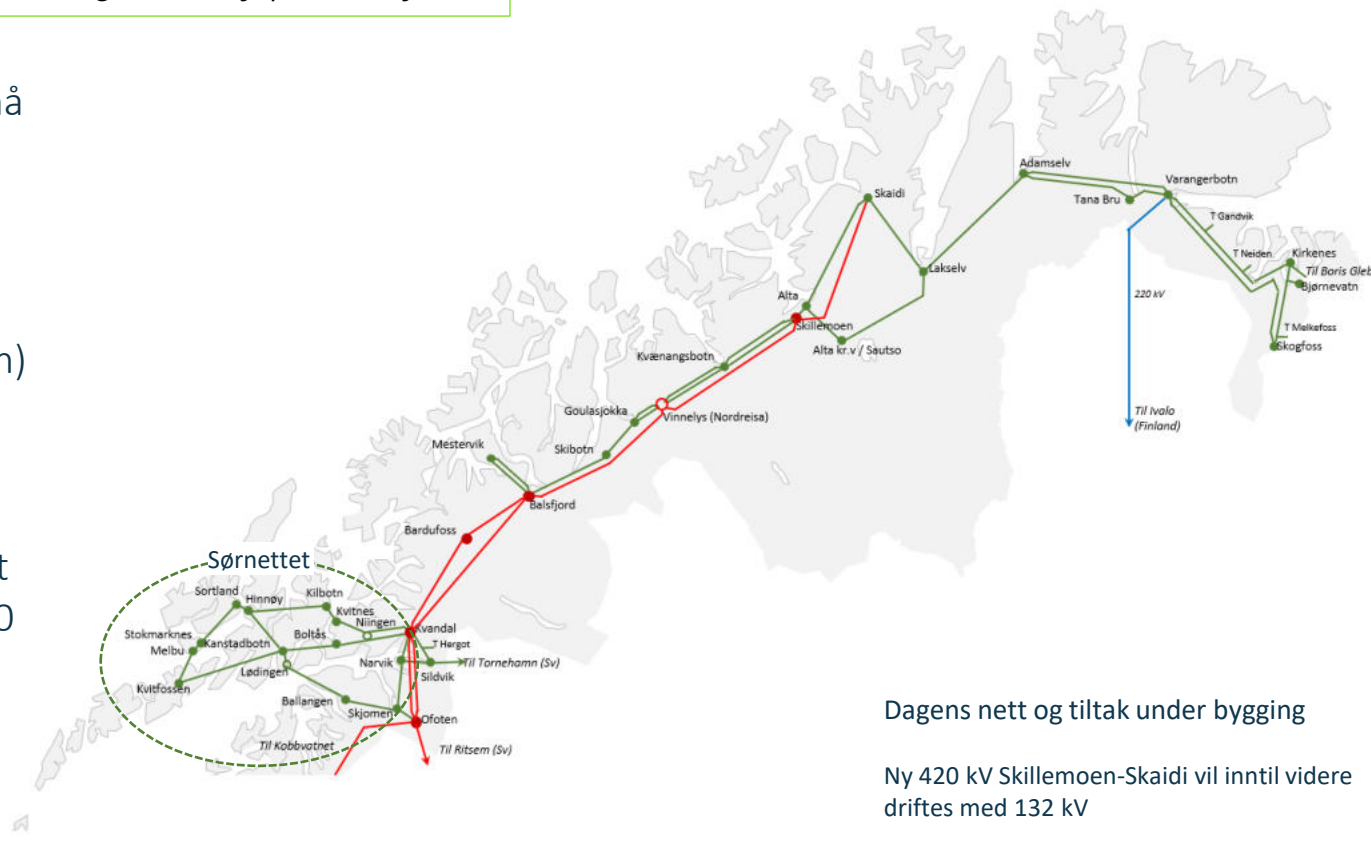 nå
n)
t
0
Adamselv
Varangerbotn
Skaidi
Tana Bru
T Gandvik
T Neiden
Kirkenes
Til Boris Gleb
Lakselv
Bjørnevatn
220 kV
Alta
Skillemoen
T Melkefoss
Alta kr.v / Sautso
Skogfoss
Kvænangsbotn
Goulasjokka
Vinnelys (Nordreisa)
Til Ivalo
(Finland)
Mestervik
Skibotn
Balsfjord
Bardufoss
Sørnettet
Sortland
Hinnøy
Kilbotn
Kvitnes
Niingen
Kvandal
Stokmarknes
Boltås
T Hergot
Melbu
Kanstadbotn
Narvik
Til Tornehamn (Sv)
Lødingen
Sildvik
Kvitfossen
Ballangen
Skjomen
Ofoten
Til Kobbvatnet
Til Ritsem (Sv)
Dagens nett og tiltak under bygging
Ny 420 kV Skillemoen-Skaidi vil inntil videre
driftes med 132 kV